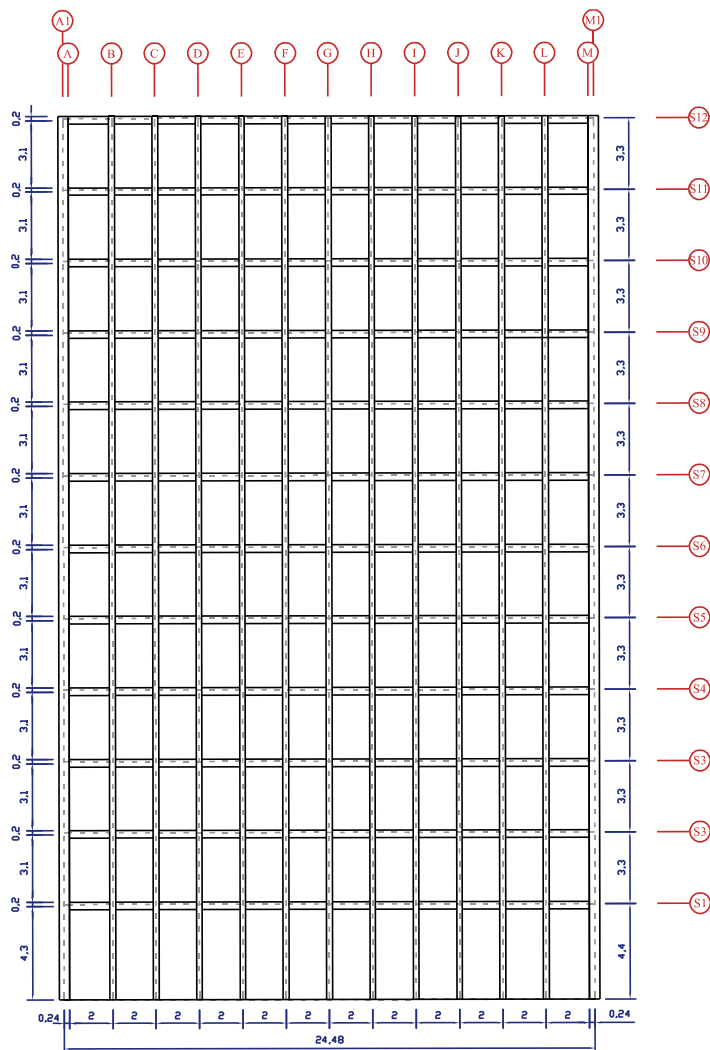 A1 M1
A B C D E F G H I J K L M
0,2 S12
3,1 3,3
0,2 S11
3,1 3,3
0,2 S10
3,1 3,3
0,2 S9
3,1 3,3
0,2 S8
3,1 3,3
0,2 S7
3,1 3,3
0,2 S6
3,1 3,3
0,2 S5
3,1 3,3
0,2 S4
3,1 3,3
0,2 S3
3,1 3,3
0,2 S3
3,1 3,3
0,2 S1
4,3 4,4
0,24 2 2 2 2 2 2 2 2 2 2 2 2 0,24
24,48